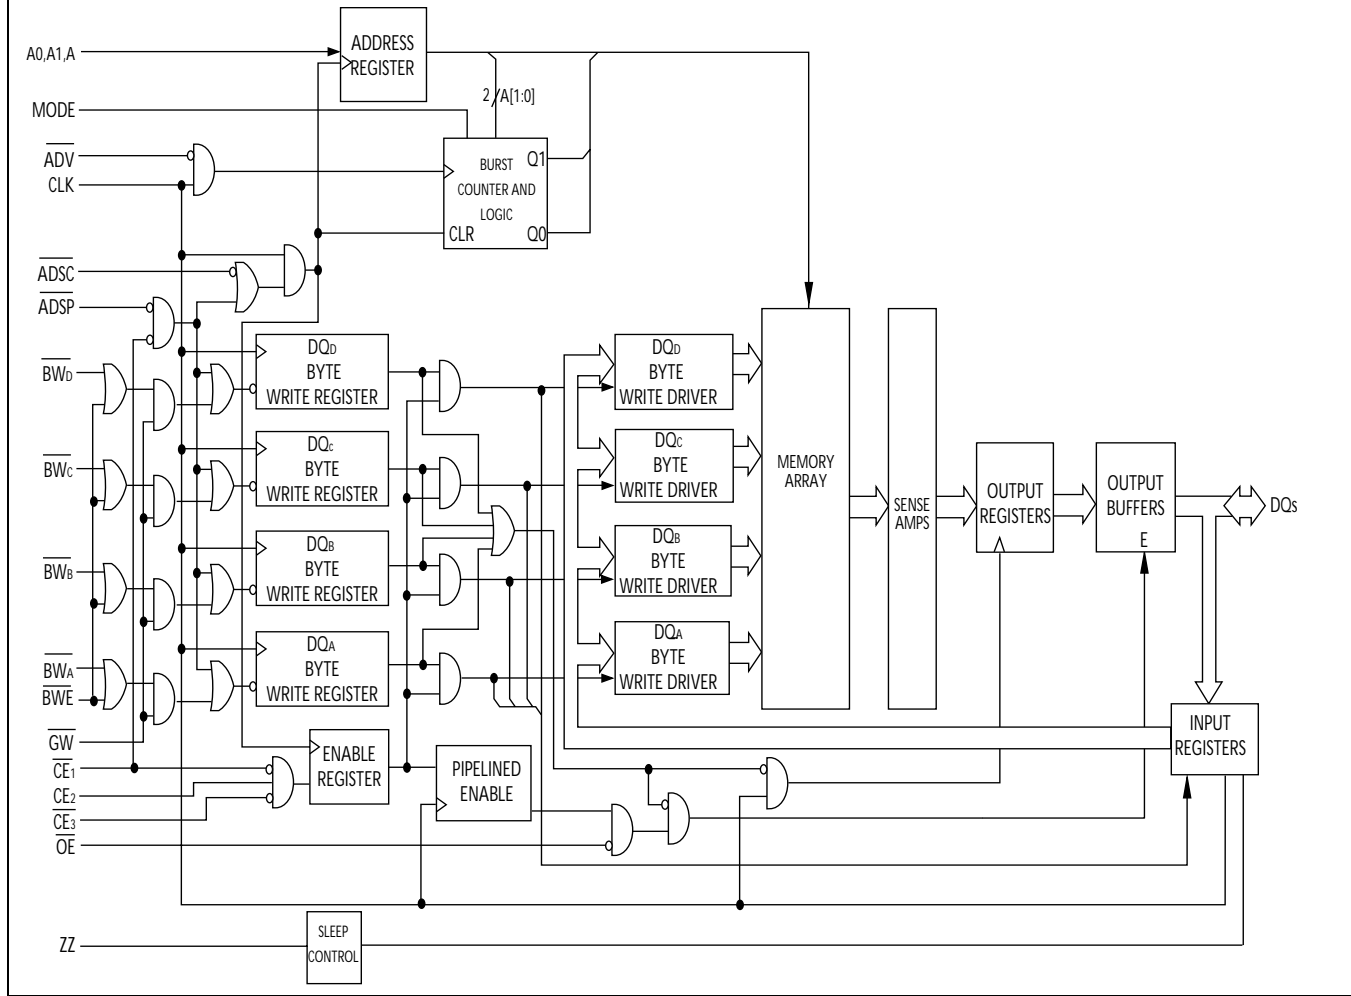 A0,A1,A
ADDRESS
REGISTER
MODE
2
A[1:0]
ADV
CLK
BURST
COUNTER AND
LOGIC
Q1
CLR
Q0
ADSC
ADSP
BWD
DQD
BYTE
WRITE REGISTER
DQD
BYTE
WRITE DRIVER
BWC
DQc
BYTE
WRITE REGISTER
DQC
BYTE
WRITE DRIVER
MEMORY
ARRAY
SENSE
AMPS
OUTPUT
REGISTERS
OUTPUT
BUFFERS
E
DQs
BWB
DQB
BYTE
WRITE REGISTER
DQB
BYTE
WRITE DRIVER
BWA
BWE
DQA
BYTE
WRITE REGISTER
DQA
BYTE
WRITE DRIVER
GW
CE1
CE2
CE3
OE
ENABLE
REGISTER
PIPELINED
ENABLE
INPUT
REGISTERS
ZZ
SLEEP
CONTROL